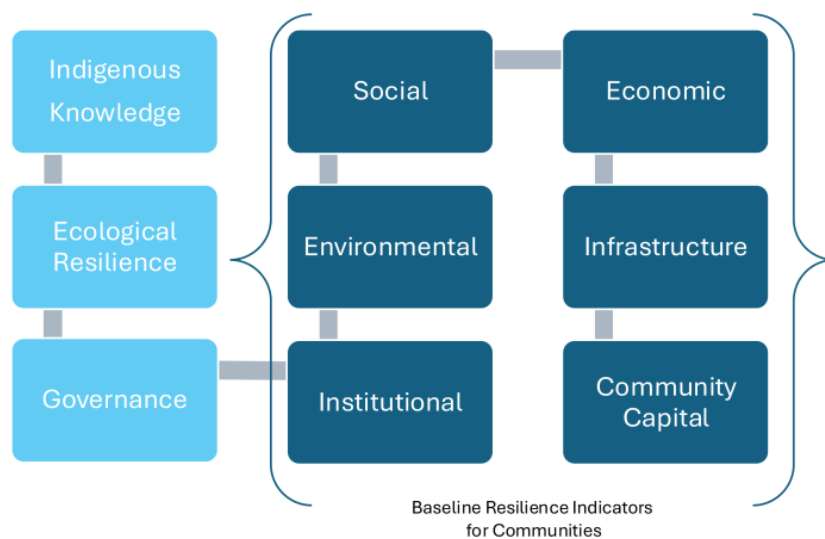 Indigenous
Knowledge
Ecological
Resilience
Governance
Social
Environmental
Institutional
Economic
Infrastructure
Community
Capital
Baseline Resilience Indicators
for Communities